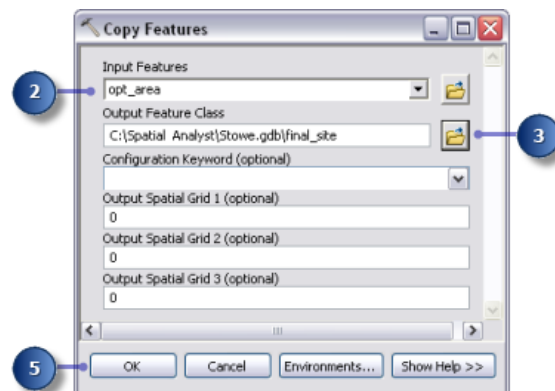 Copy Features
Input Features
2
opt_area
Output Feature Class
C:\Spatial Analyst\Stowe.gdb\final_site
3
Configuration Keyword (optional)
Output Spatial Grid 1 (optional)
0
Output Spatial Grid 2 (optional)
0
Output Spatial Grid 3 (optional)
0
5
OK
Cancel
Environments...
Show Help >>